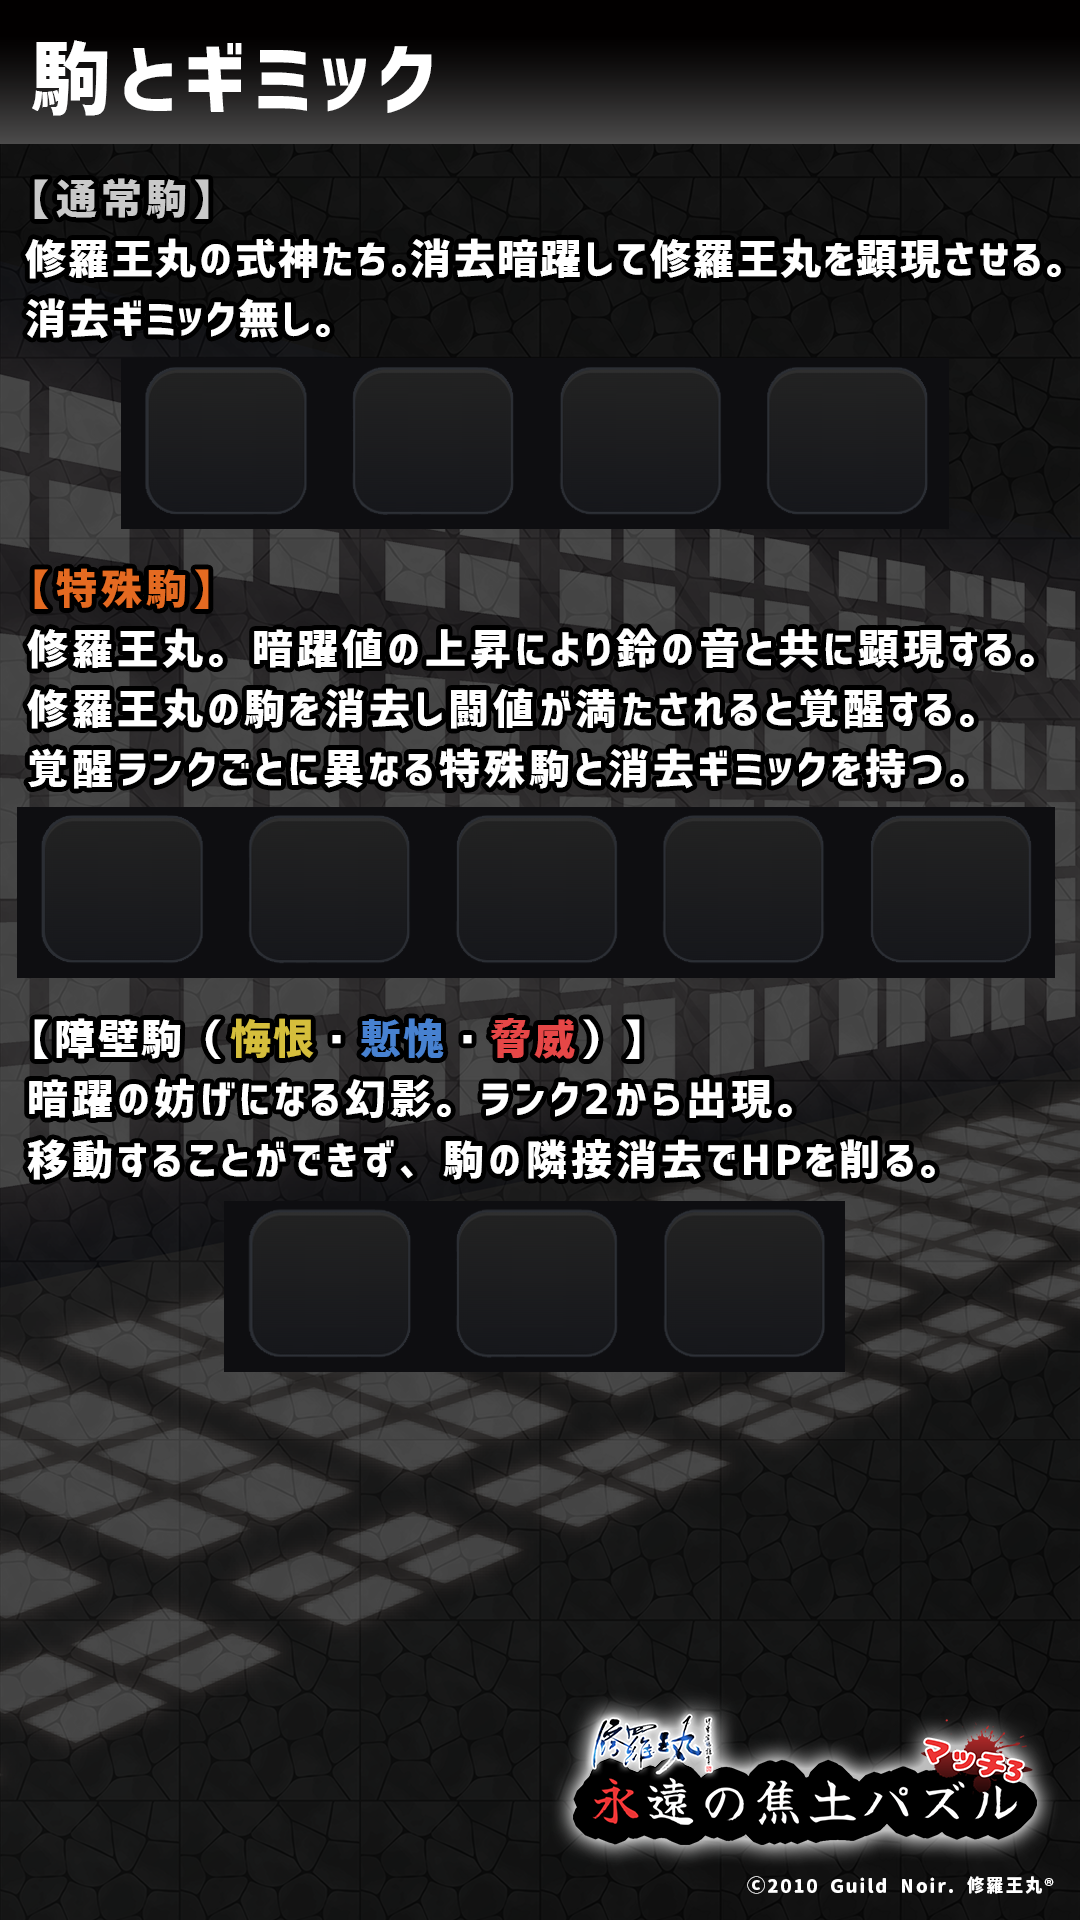 駒とギミック
【通常駒】
修羅王丸の式神たち。消去暗躍して修羅王丸を顕現させる。
消去ギミック無し。
【特殊駒】
修羅王丸。暗躍値の上昇により鈴の音と共に顕現する。
修羅王丸の駒を消去し闘値が満たされると覚醒する。
覚醒ランクごとに異なる特殊駒と消去ギミックを持つ。
【障壁駒（悔恨・慙愧・脅威）】
暗躍の妨げになる幻影。ランク2から出現。
移動することができず、駒の隣接消去でHPを削る。
修羅王丸
マッチ3
永遠の焦土パズル
©2010 Guild Noir. 修羅王丸®